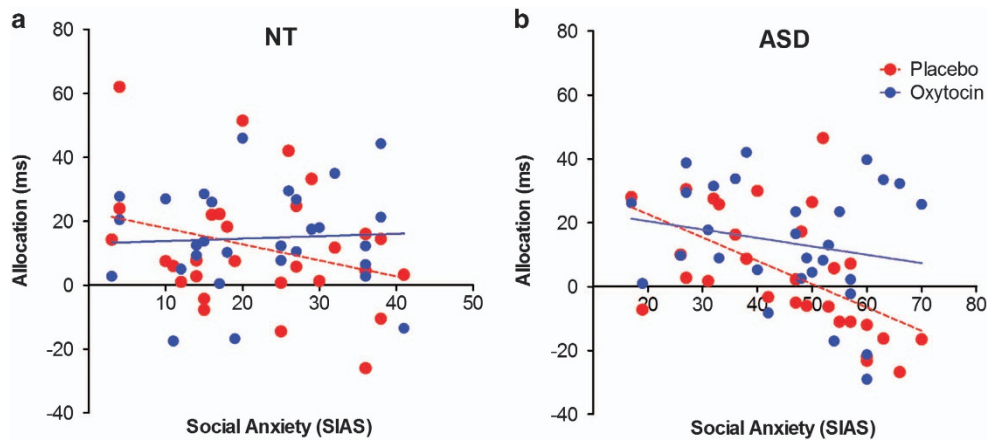 a
NT
Allocation (ms)
80
60
40
20
0
-20
-40
10 20 30 40 50
Social Anxiety (SIAS)
b
ASD
Placebo
Oxytocin
Allocation (ms)
80
60
40
20
0
-20
-40
20 30 40 50 60 70 80
Social Anxiety (SIAS)